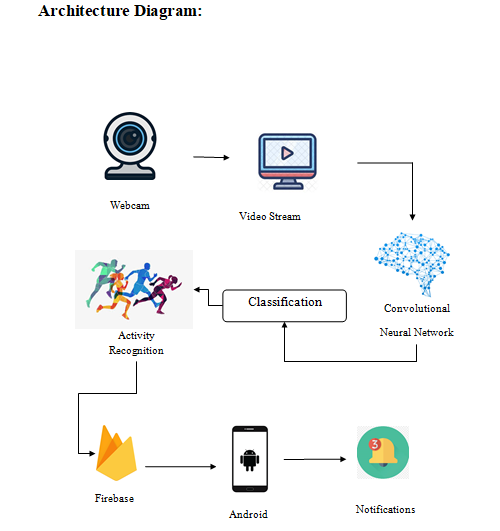 Architecture Diagram:
Webcam
Video Stream
Convolutional
Neural Network
Classification
Activity
Recognition
Firebase
Android
3
Notifications